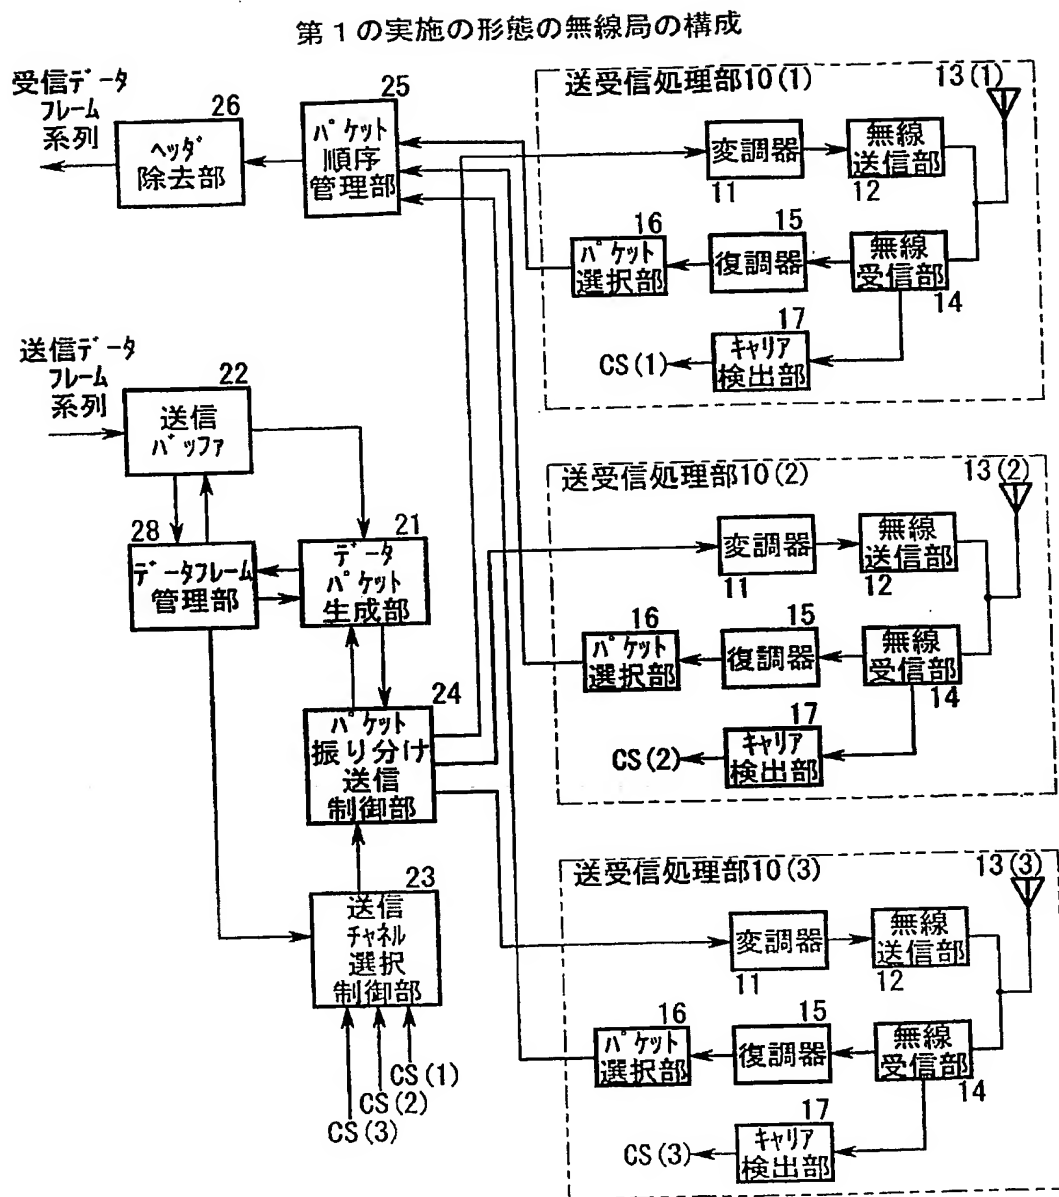 第1の実施の形態の無線局の構成
受信データ
フレーム
系列
26
ヘッダ
除去部
25
パケット
順序
管理部
送信データ
フレーム
系列
22
送信
バッファ
28
データフレーム
管理部
21
データ
パケット
生成部
24
パケット
振り分け
送信
制御部
23
送信
チャネル
選択
制御部
CS(1)
CS(2)
CS(3)
送受信処理部10(1)
13(1)
変調器
11
無線
送信部
12
16
パケット
選択部
15
復調器
無線
受信部
14
17
キャリア
検出部
CS(1)
送受信処理部10(2)
13(2)
変調器
11
無線
送信部
12
16
パケット
選択部
15
復調器
無線
受信部
14
17
キャリア
検出部
CS(2)
送受信処理部10(3)
13(3)
変調器
11
無線
送信部
12
16
パケット
選択部
15
復調器
無線
受信部
14
17
キャリア
検出部
CS(3)